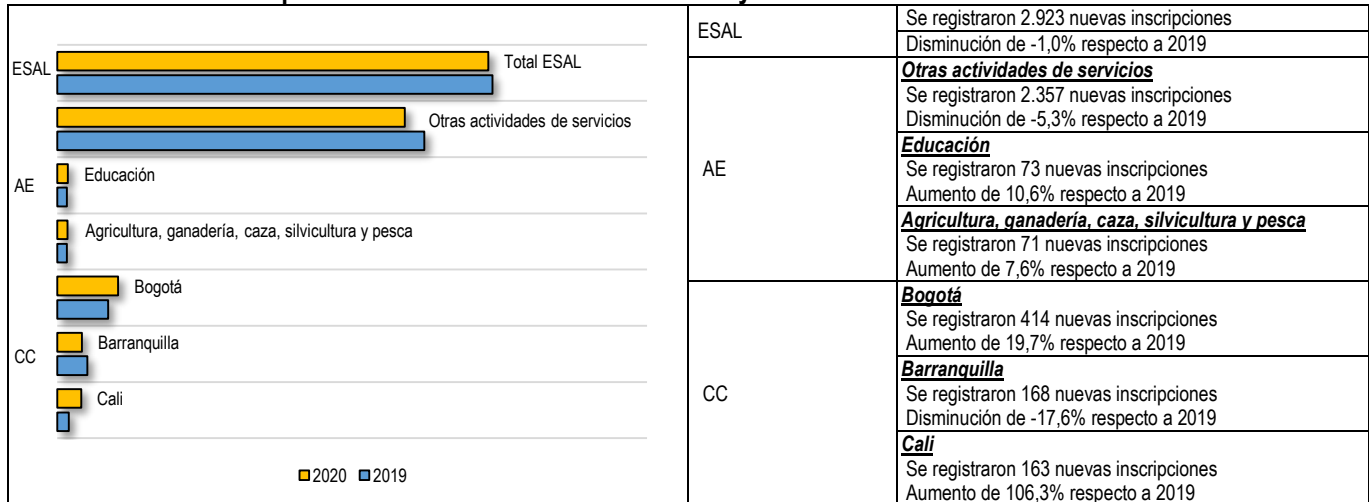 ESAL
Total ESAL
Otras actividades de servicios
AE
Educación
Agricultura, ganadería, caza, silvicultura y pesca
Bogotá
CC
Barranquilla
Cali
2020 2019
ESAL
Se registraron 2.923 nuevas inscripciones
Disminución de -1,0% respecto a 2019
AE
Otras actividades de servicios
Se registraron 2.357 nuevas inscripciones
Disminución de -5,3% respecto a 2019
Educación
Se registraron 73 nuevas inscripciones
Aumento de 10,6% respecto a 2019
Agricultura, ganadería, caza, silvicultura y pesca
Se registraron 71 nuevas inscripciones
Aumento de 7,6% respecto a 2019
CC
Bogotá
Se registraron 414 nuevas inscripciones
Aumento de 19,7% respecto a 2019
Barranquilla
Se registraron 168 nuevas inscripciones
Disminución de -17,6% respecto a 2019
Cali
Se registraron 163 nuevas inscripciones
Aumento de 106,3% respecto a 2019